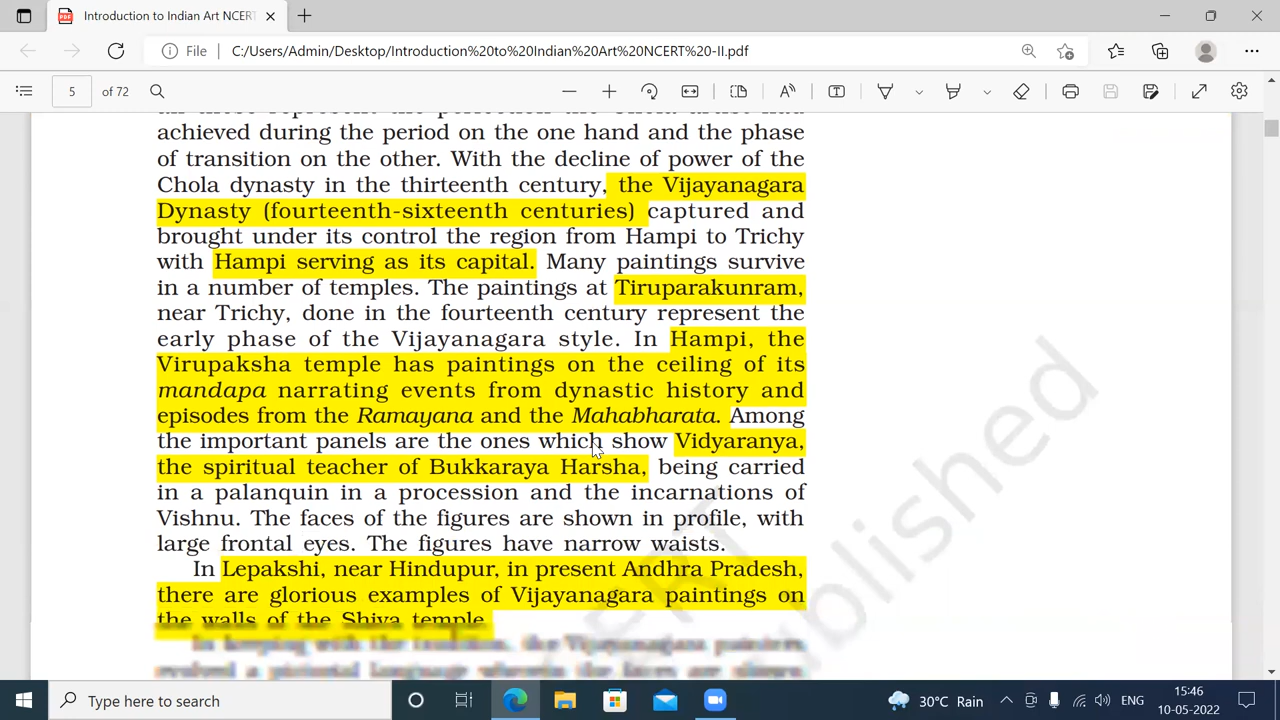 Introduction to Indian Art NCERT
File C:/Users/Admin/Desktop/Introduction%20to%20Indian%20Art%20NCERT%20-II.pdf
5 of 72
achieved during the period on the one hand and the phase
of transition on the other. With the decline of power of the
Chola dynasty in the thirteenth century, the Vijayanagara
Dynasty (fourteenth-sixteenth centuries) captured and
brought under its control the region from Hampi to Trichy
with Hampi serving as its capital. Many paintings survive
in a number of temples. The paintings at Tiruparakunram,
near Trichy, done in the fourteenth century represent the
early phase of the Vijayanagara style. In Hampi, the
Virupaksha temple has paintings on the ceiling of its
mandapa narrating events from dynastic history and
episodes from the Ramayana and the Mahabharata. Among
the important panels are the ones which show Vidyaranya,
the spiritual teacher of Bukkaraya Harsha, being carried
in a palanquin in a procession and the incarnations of
Vishnu. The faces of the figures are shown in profile, with
large frontal eyes. The figures have narrow waists.
In Lepakshi, near Hindupur, in present Andhra Pradesh,
there are glorious examples of Vijayanagara paintings on
the walls of the Shiva temple.
Type here to search
30°C Rain
ENG
15:46
10-05-2022